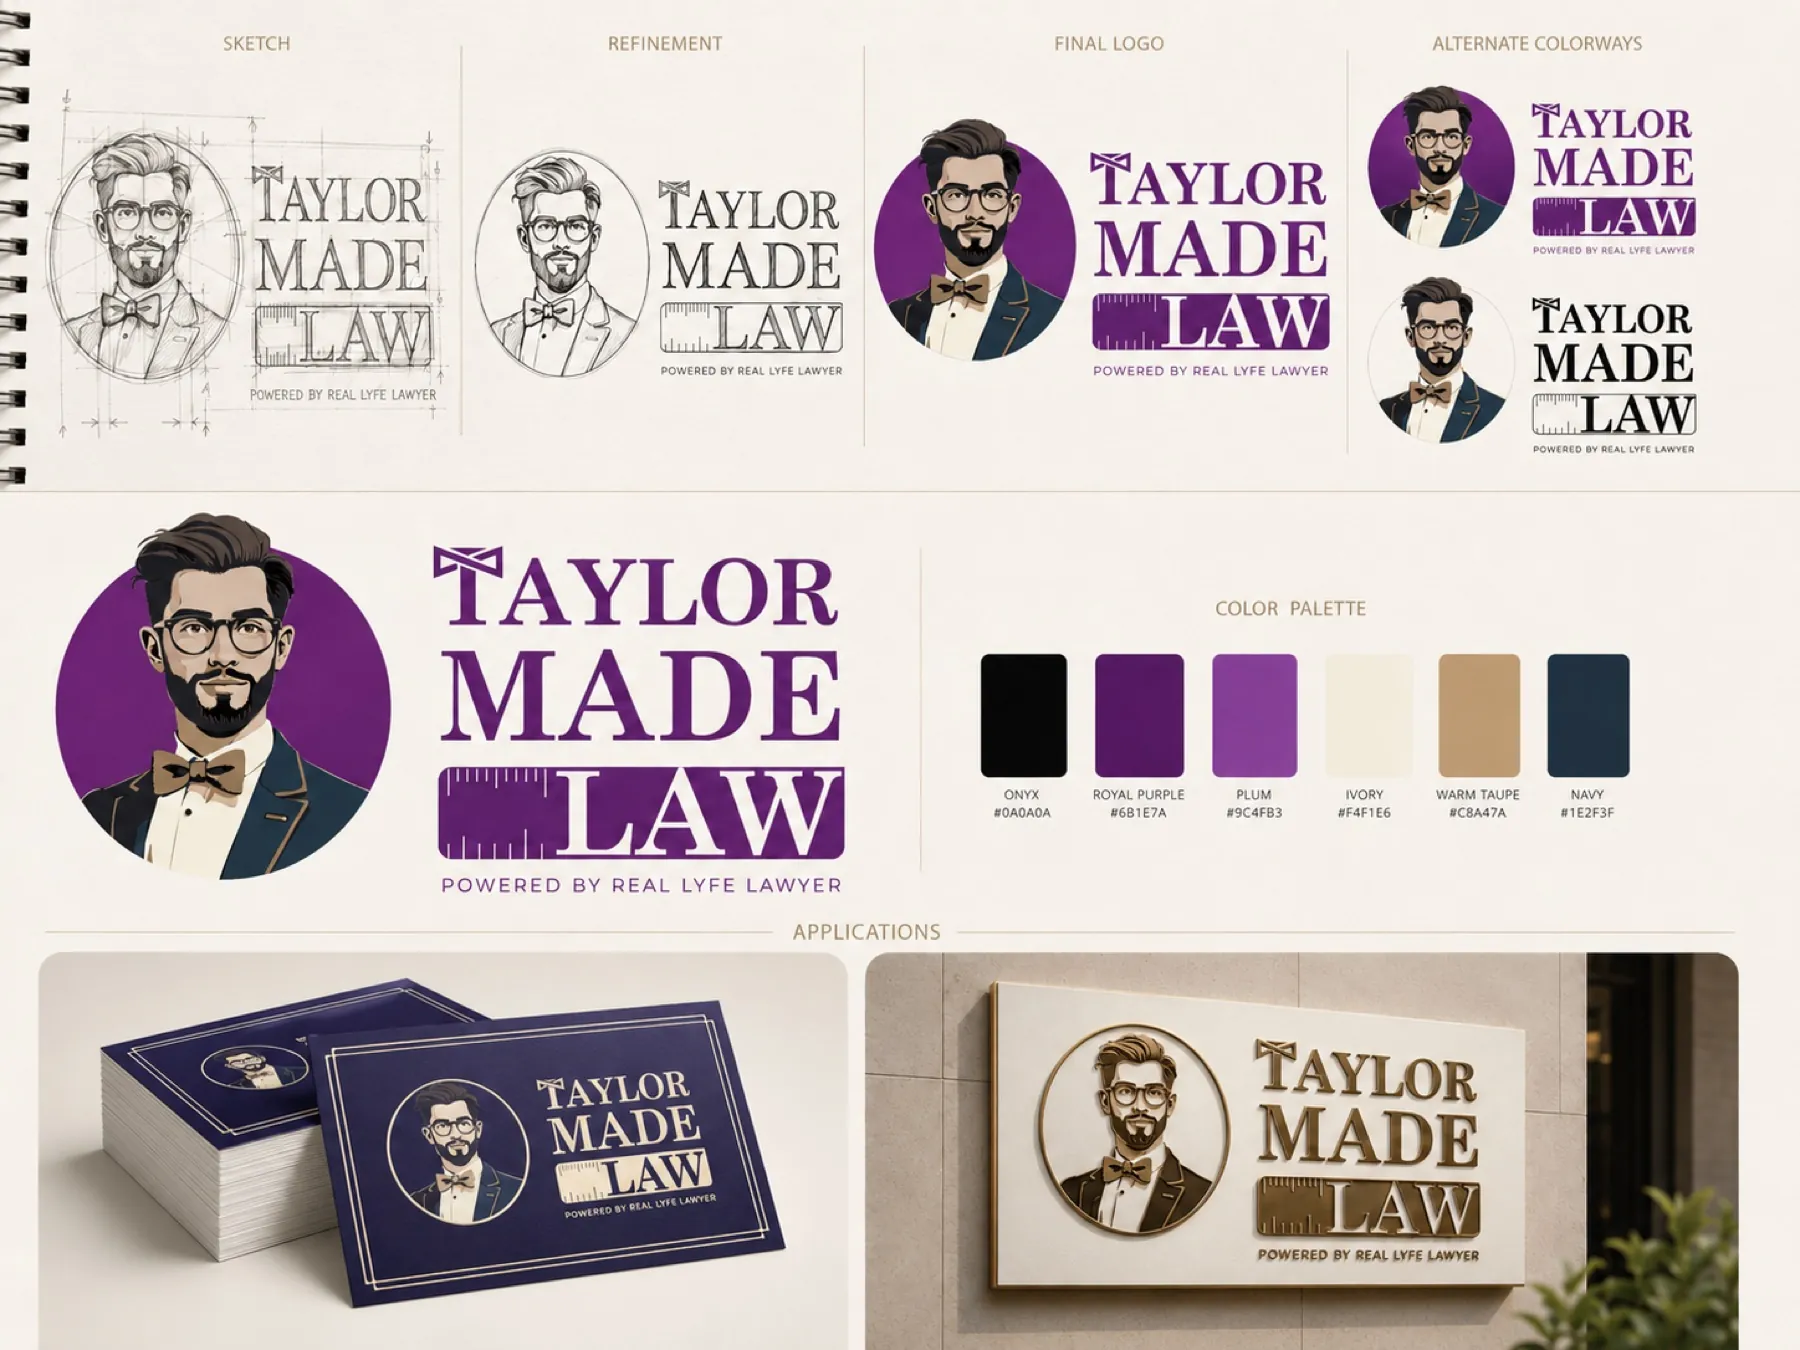 SKETCH
TAYLOR
MADE
LAW
POWERED BY REAL LYFE LAWYER
REFINEMENT
TAYLOR
MADE
LAW
POWERED BY REAL LYFE LAWYER
FINAL LOGO
TAYLOR
MADE
LAW
POWERED BY REAL LYFE LAWYER
ALTERNATE COLORWAYS
TAYLOR
MADE
LAW
POWERED BY REAL LYFE LAWYER
TAYLOR
MADE
LAW
POWERED BY REAL LYFE LAWYER
TAYLOR
MADE
LAW
POWERED BY REAL LYFE LAWYER
COLOR PALETTE
ONYX
#0A0A0A
ROYAL PURPLE
#6B1E7A
PLUM
#9C4FB3
IVORY
#F4F1E6
WARM TAUPE
#C8A47A
NAVY
#1E2F3F
APPLICATIONS
TAYLOR
MADE
LAW
POWERED BY REAL LYFE LAWYER
TAYLOR
MADE
LAW
POWERED BY REAL LYFE LAWYER